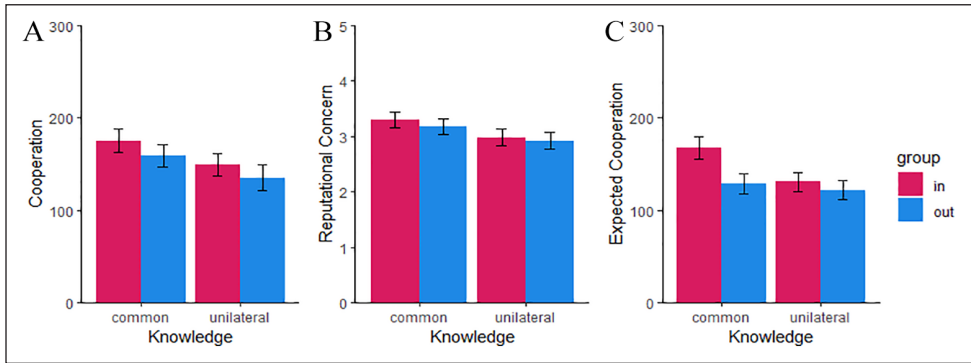 A
300
200
100
0
Cooperation
common unilateral
Knowledge
B
5
4
3
2
1
0
Reputational Concern
common unilateral
Knowledge
C
300
200
100
0
Expected Cooperation
common unilateral
Knowledge
group
in
out